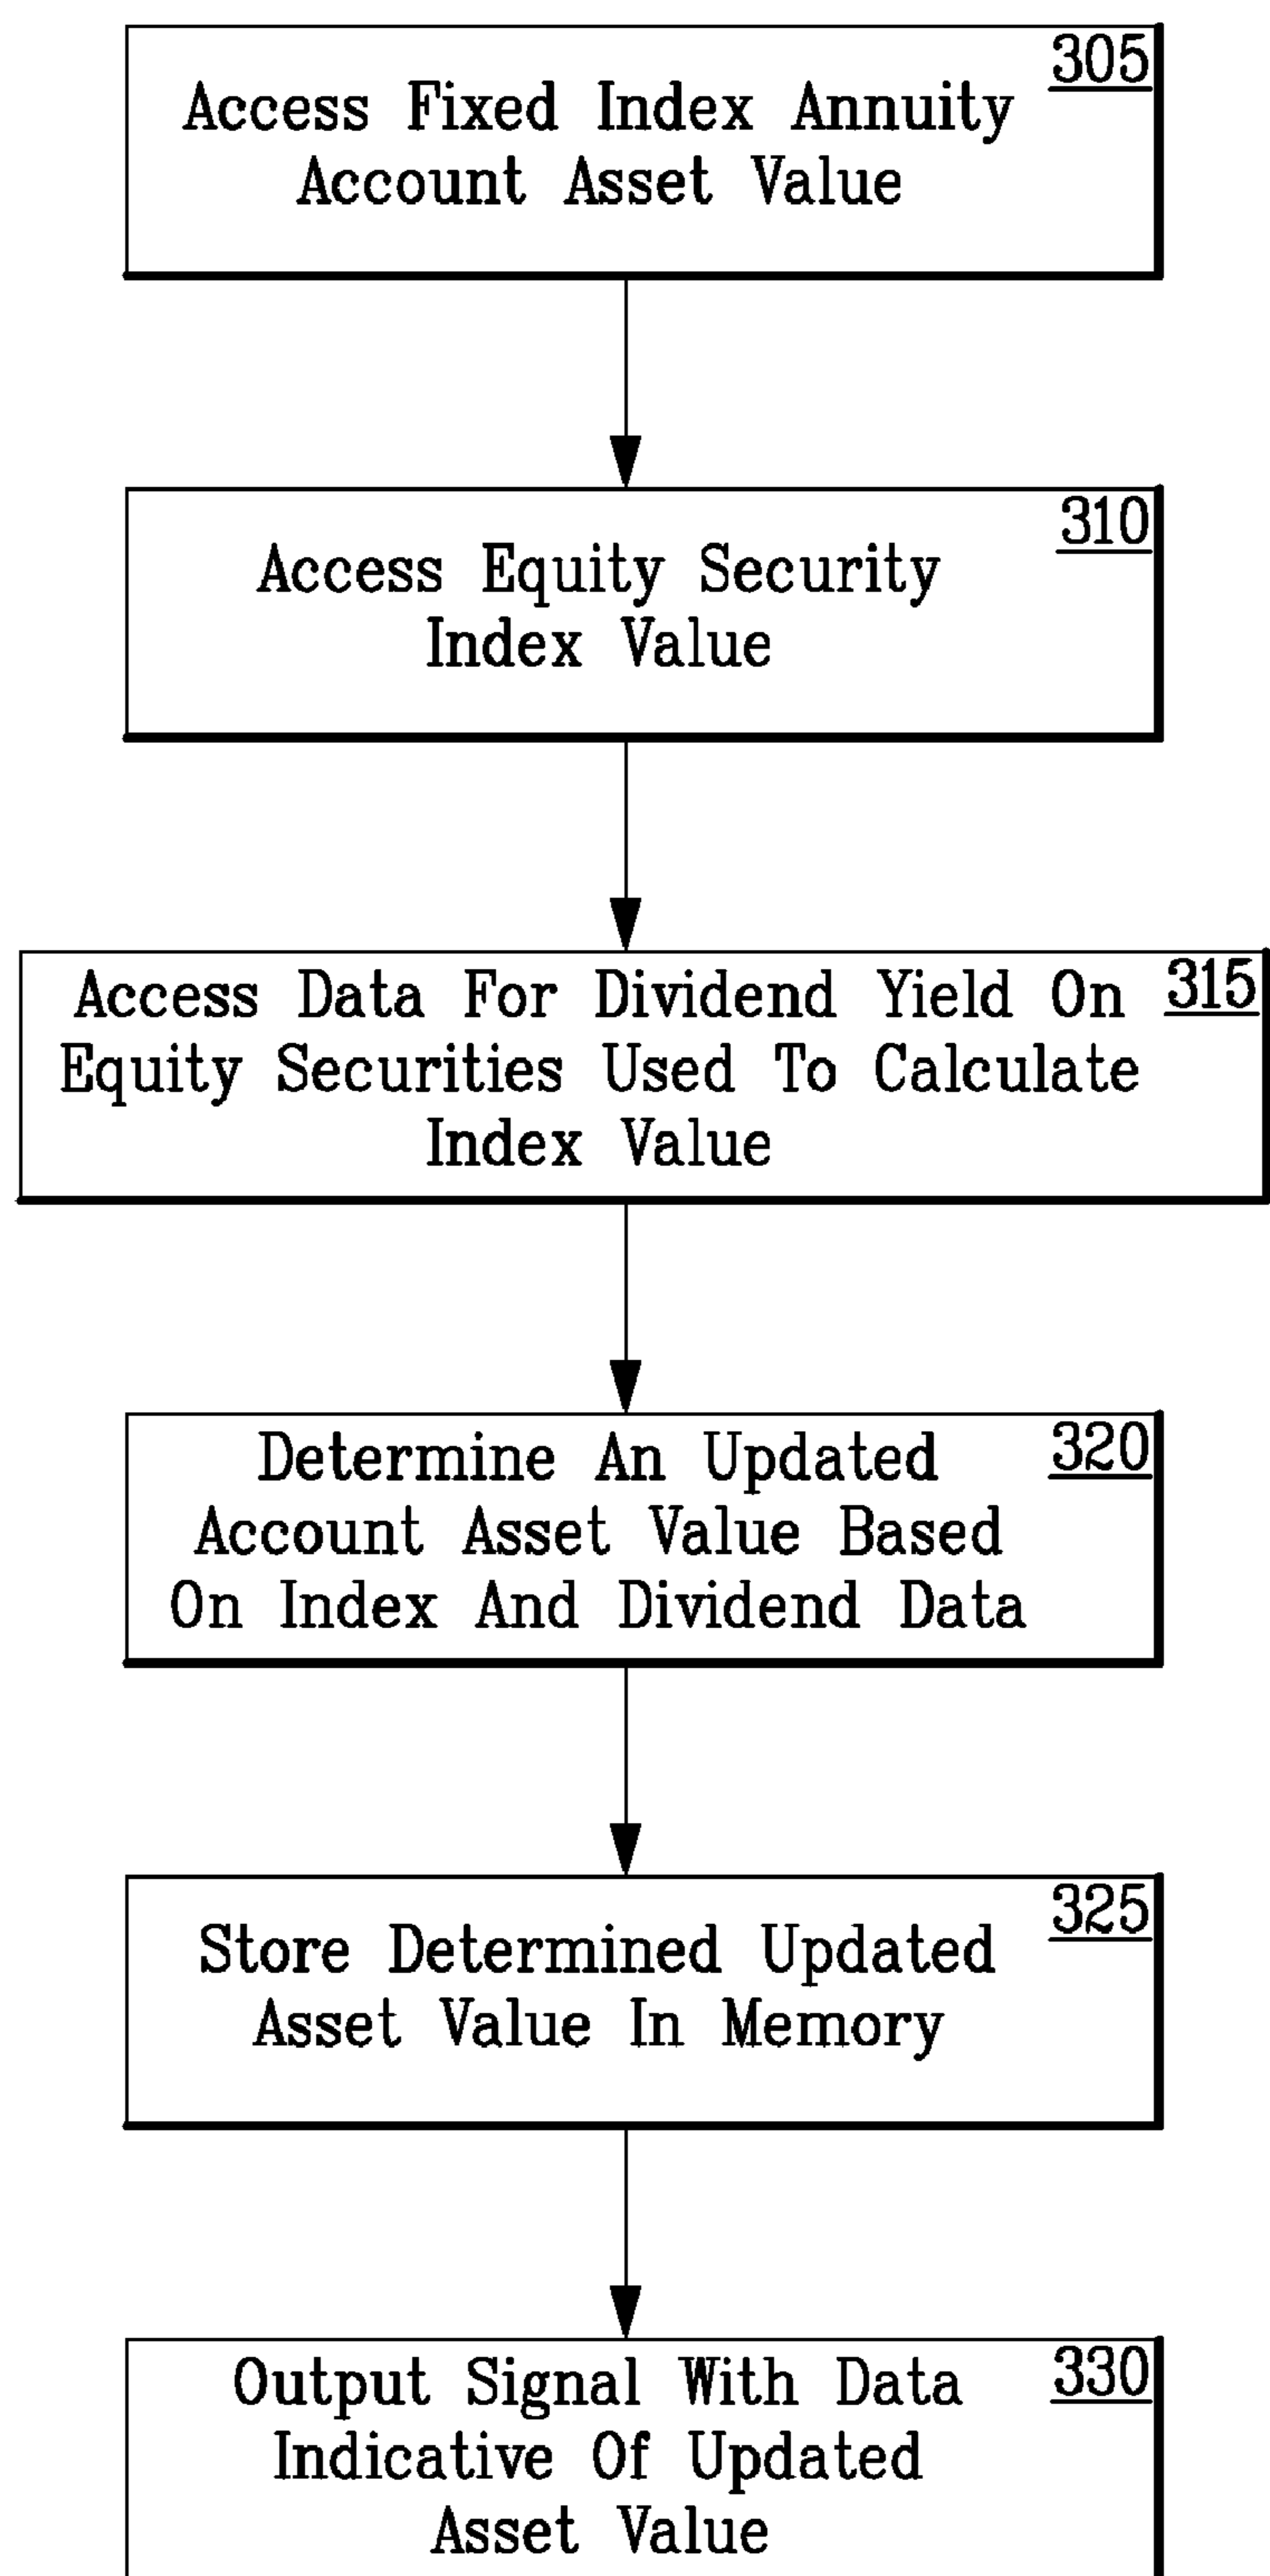 305
Access Fixed Index Annuity
Account Asset Value
310
Access Equity Security
Index Value
Access Data For Dividend Yield On 315
Equity Securities Used To Calculate
Index Value
320
Determine An Updated
Account Asset Value Based
On Index And Dividend Data
325
Store Determined Updated
Asset Value In Memory
330
Output Signal With Data
Indicative Of Updated
Asset Value